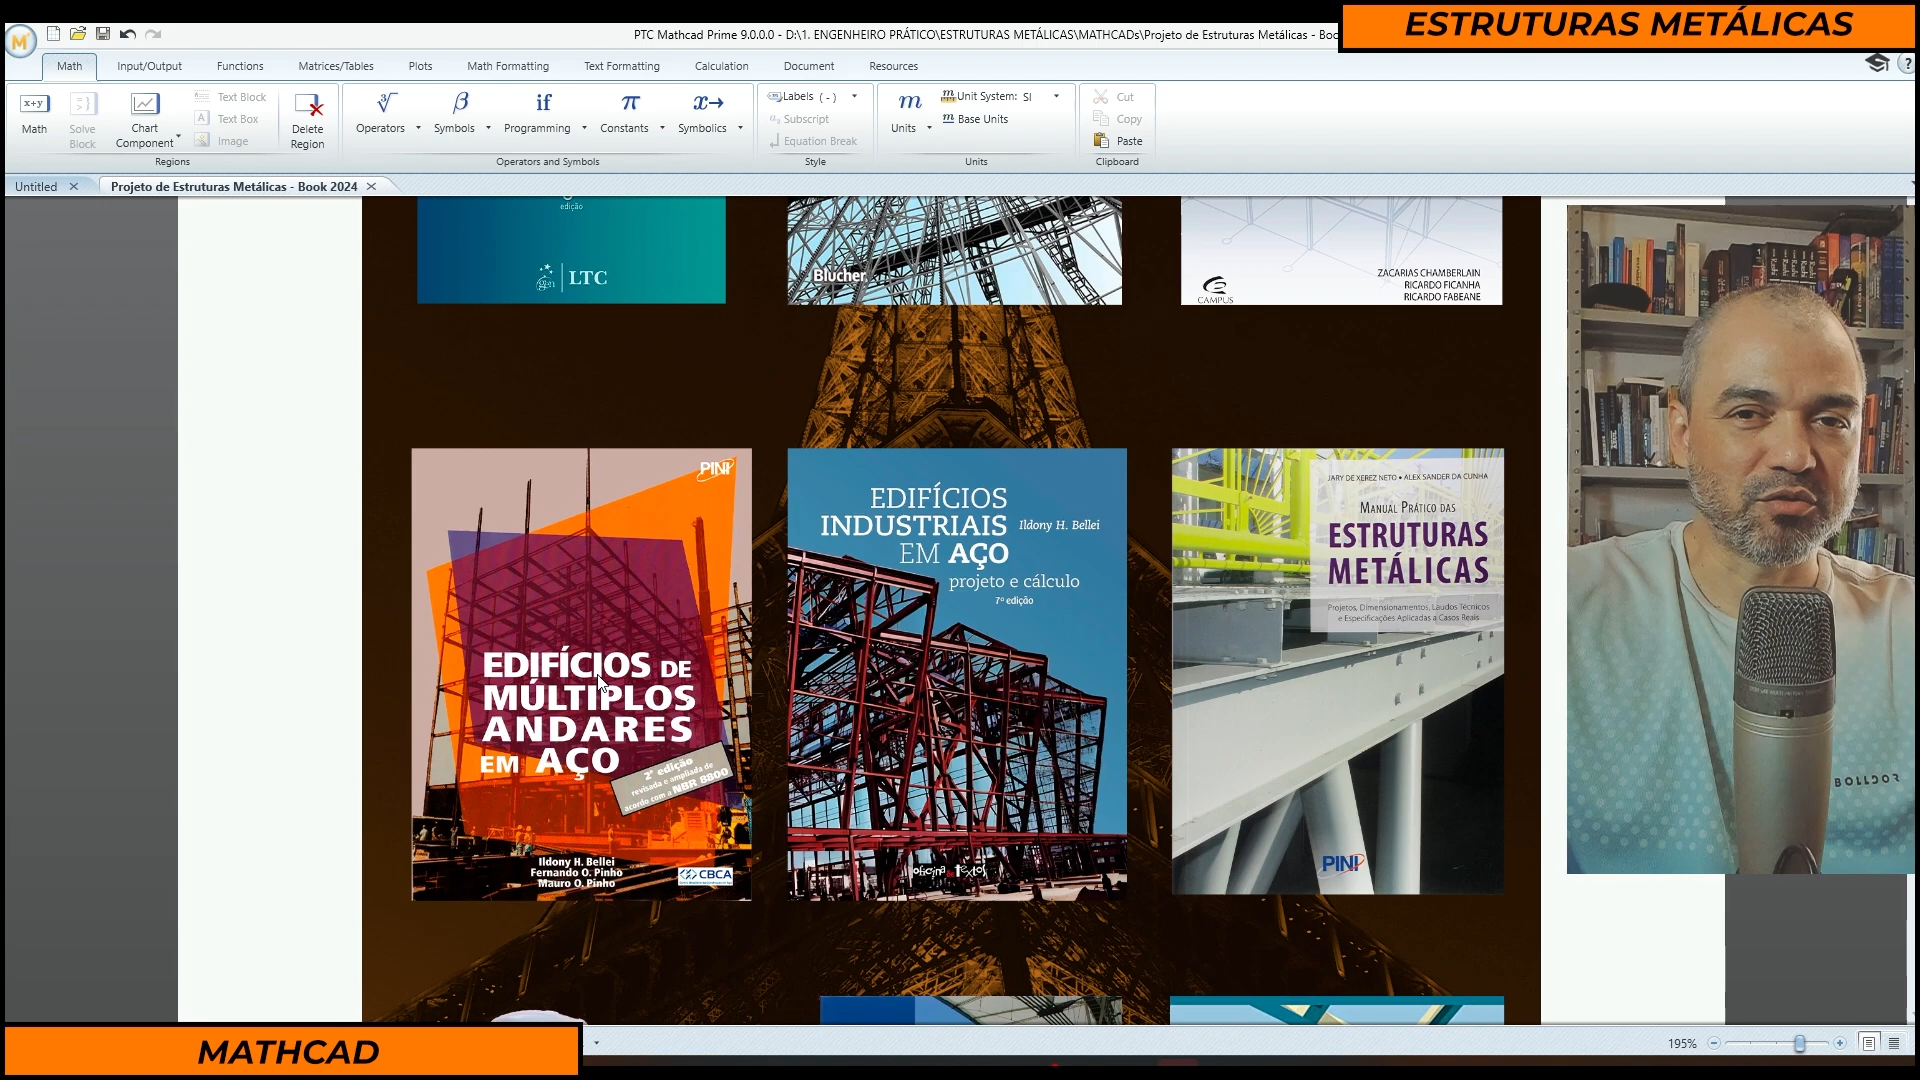 ESTRUTURAS METÁLICAS
PTC Mathcad Prime 9.0.0.0 - D:\1. ENGENHEIRO PRÁTICO\ESTRUTURAS METÁLICAS\MATHCADs\Projeto de Estruturas Metálicas - Boo
Math Input/Output Functions Matrices/Tables Plots Math Formatting Text Formatting Calculation Document Resources
Math
Solve Block
Chart Component
Text Block
Text Box
Image
Delete Region
Regions
Operators
Symbols
if
Programming
π
Constants
Symbolics
Operators and Symbols
Labels ( - )
Subscript
Equation Break
Style
m
Units
Unit System: SI
Base Units
Units
Cut
Copy
Paste
Clipboard
Untitled
Projeto de Estruturas Metálicas - Book 2024
edição
gen
LTC
Blucher
CAMPUS
ZACARIAS CHAMBERLAIN
RICARDO FICANHA
RICARDO FABEANE
PINI
EDIFÍCIOS DE
MÚLTIPLOS
ANDARES
EM AÇO
2ª edição
revisada e ampliada de
acordo com a NBR 8800
Ildony H. Bellei
Fernando O. Pinho
Mauro O. Pinho
CBCA
EDIFÍCIOS
INDUSTRIAIS
EM AÇO
Ildony H. Bellei
projeto e cálculo
7ª edição
oficina de textos
JARY DE XEREZ NETO • ALEX SANDER DA CUNHA
MANUAL PRÁTICO DAS
ESTRUTURAS
METÁLICAS
Projetos, Dimensionamentos, Laudos Técnicos
e Especificações Aplicadas a Casos Reais
PINI
BOLLDOR
MATHCAD
195%